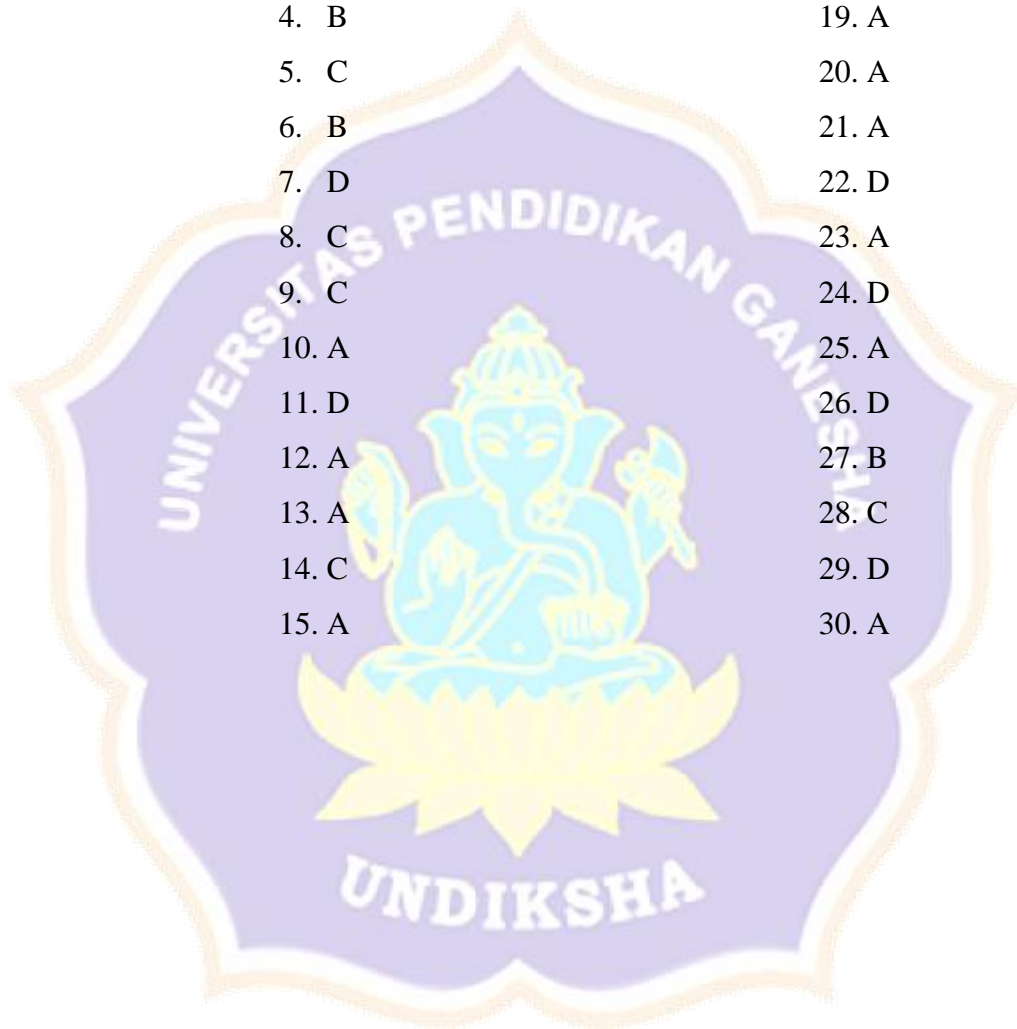 4. B
5. C
6. B
7. D
8. C
9. C
10. A
11. D
12. A
13. A
14. C
15. A
19. A
20. A
21. A
22. D
23. A
24. D
25. A
26. D
27. B
28. C
29. D
30. A
UNIVERSITAS PENDIDIKAN GANESHA
UNDIKSHA